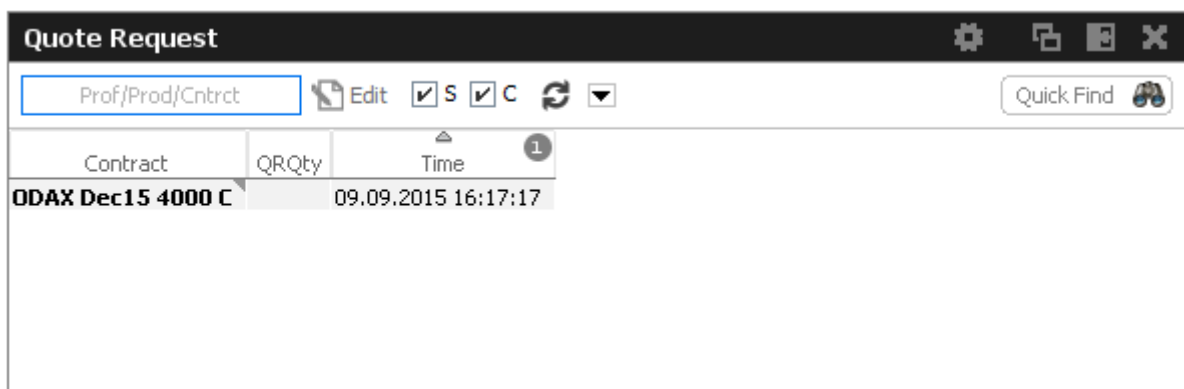 Quote Request
Prof/Prod/Cntrct Edit S C Quick Find
Contract QRQty Time 1
ODAX Dec15 4000 C 09.09.2015 16:17:17